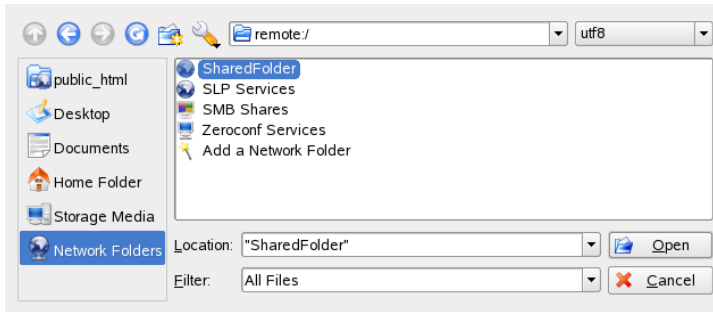 remote:/ utf8
public_html
Desktop
Documents
Home Folder
Storage Media
Network Folders
SharedFolder
SLP Services
SMB Shares
Zeroconf Services
Add a Network Folder
Location: "SharedFolder" Open
Filter: All Files Cancel